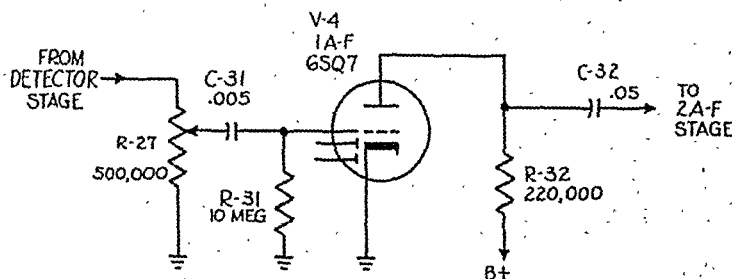 V-4
1A-F
6SQ7
FROM
DETECTOR
STAGE
C-31
.005
C-32
.05
TO
2A-F
STAGE
R-27
500,000
R-31
10 MEG
R-32
220,000
B+